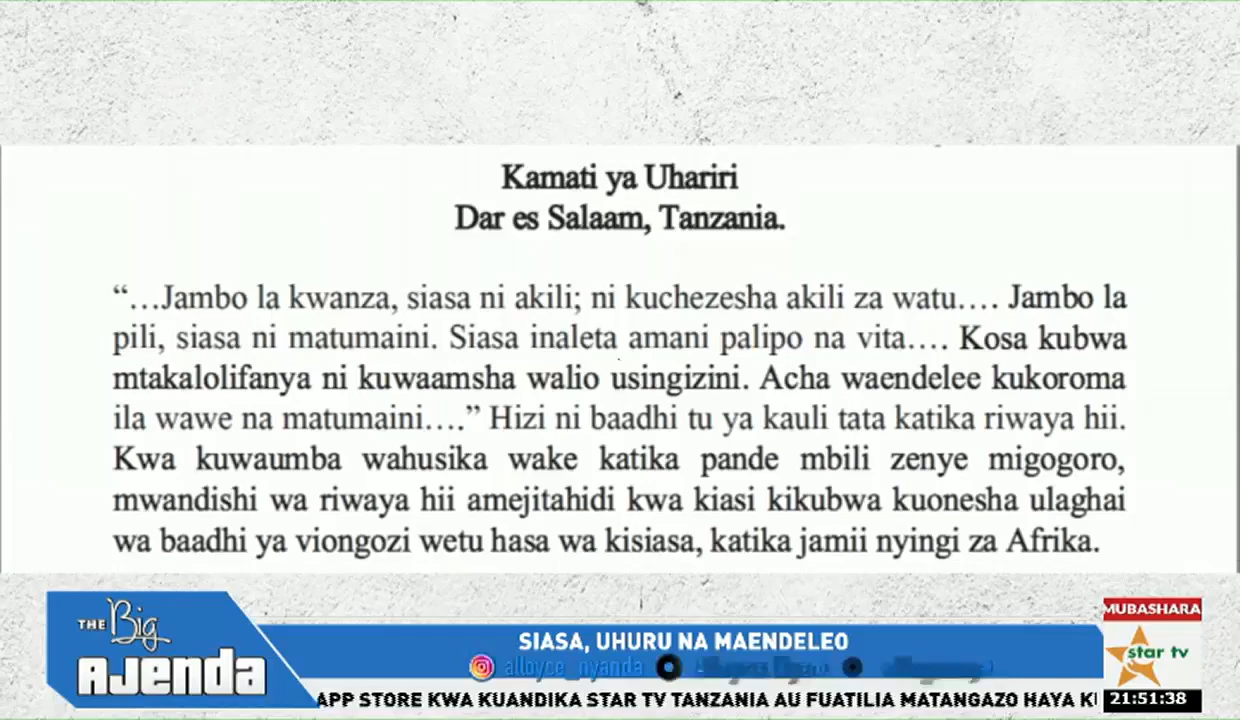 Kamati ya Uhariri
Dar es Salaam, Tanzania.
“…Jambo la kwanza, siasa ni akili; ni kuchezesha akili za watu…. Jambo la
pili, siasa ni matumaini. Siasa inaleta amani palipo na vita…. Kosa kubwa
mtakalolifanya ni kuwaamsha walio usingizini. Acha waendelee kukoroma
ila wawe na matumaini….” Hizi ni baadhi tu ya kauli tata katika riwaya hii.
Kwa kuwaumba wahusika wake katika pande mbili zenye migogoro,
mwandishi wa riwaya hii amejitahidi kwa kiasi kikubwa kuonesha ulaghai
wa baadhi ya viongozi wetu hasa wa kisiasa, katika jamii nyingi za Afrika.
THE Big
AJENDA
SIASA, UHURU NA MAENDELEO
alloyce_nyanda
APP STORE KWA KUANDIKA STAR TV TANZANIA AU FUATILIA MATANGAZO HAYA
MUBASHARA
star tv
21:51:38